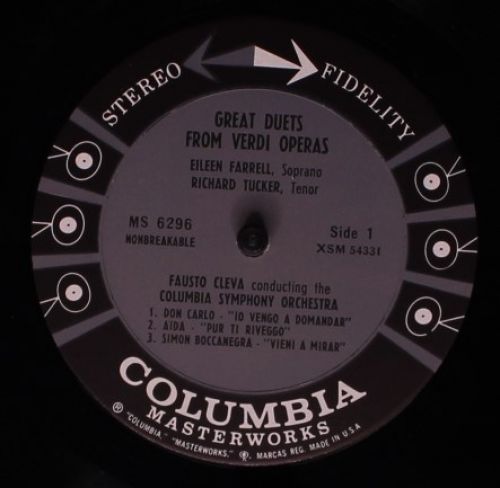 STEREO FIDELITY
GREAT DUETS
FROM VERDI OPERAS
EILEEN FARRELL, Soprano
RICHARD TUCKER, Tenor
MS 6296
NONBREAKABLE
Side 1
XSM 54331
FAUSTO CLEVA conducting the
COLUMBIA SYMPHONY ORCHESTRA
1. DON CARLO - "IO VENGO A DOMANDAR"
2. AIDA - "PUR TI RIVEGGO"
3. SIMON BOCCANEGRA - "VIENI A MIRAR"
COLUMBIA
MASTERWORKS
® "COLUMBIA", "MASTERWORKS", MARCAS REG. MADE IN U.S.A.